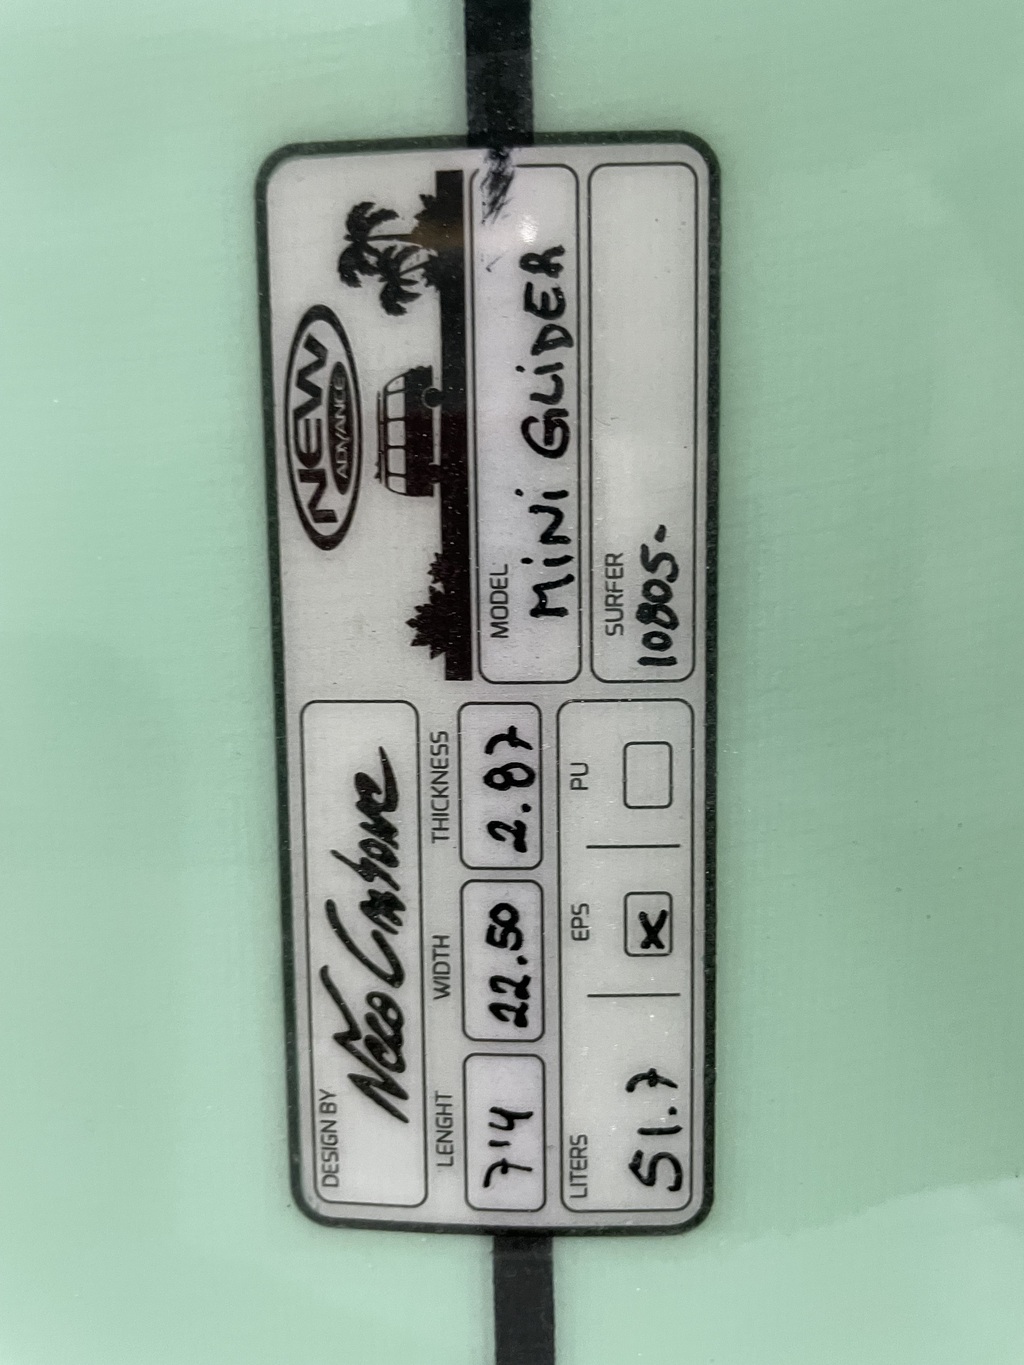 DESIGN BY
Nico Carbone
NEW
ADVANCE
LENGHT WIDTH THICKNESS
7'4 22.50 2.87
MODEL
MiNi GLiDER
LITERS EPS PU
51.7 x
SURFER
10805-